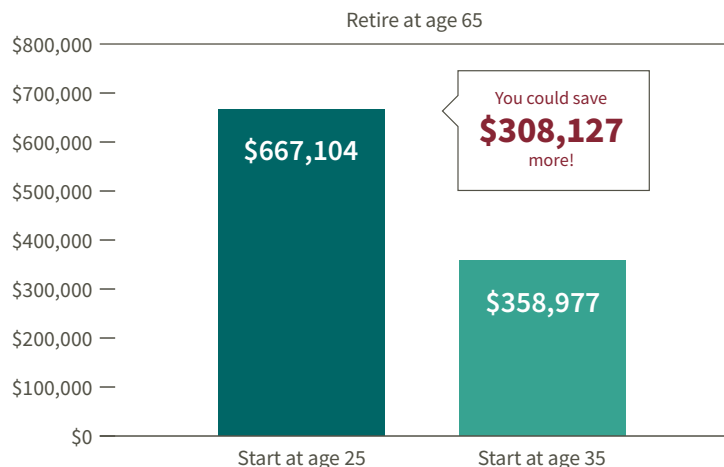 Retire at age 65
$800,000
$700,000
$600,000
$500,000
$400,000
$300,000
$200,000
$100,000
$0
$667,104
You could save
$308,127
more!
$358,977
Start at age 25
Start at age 35